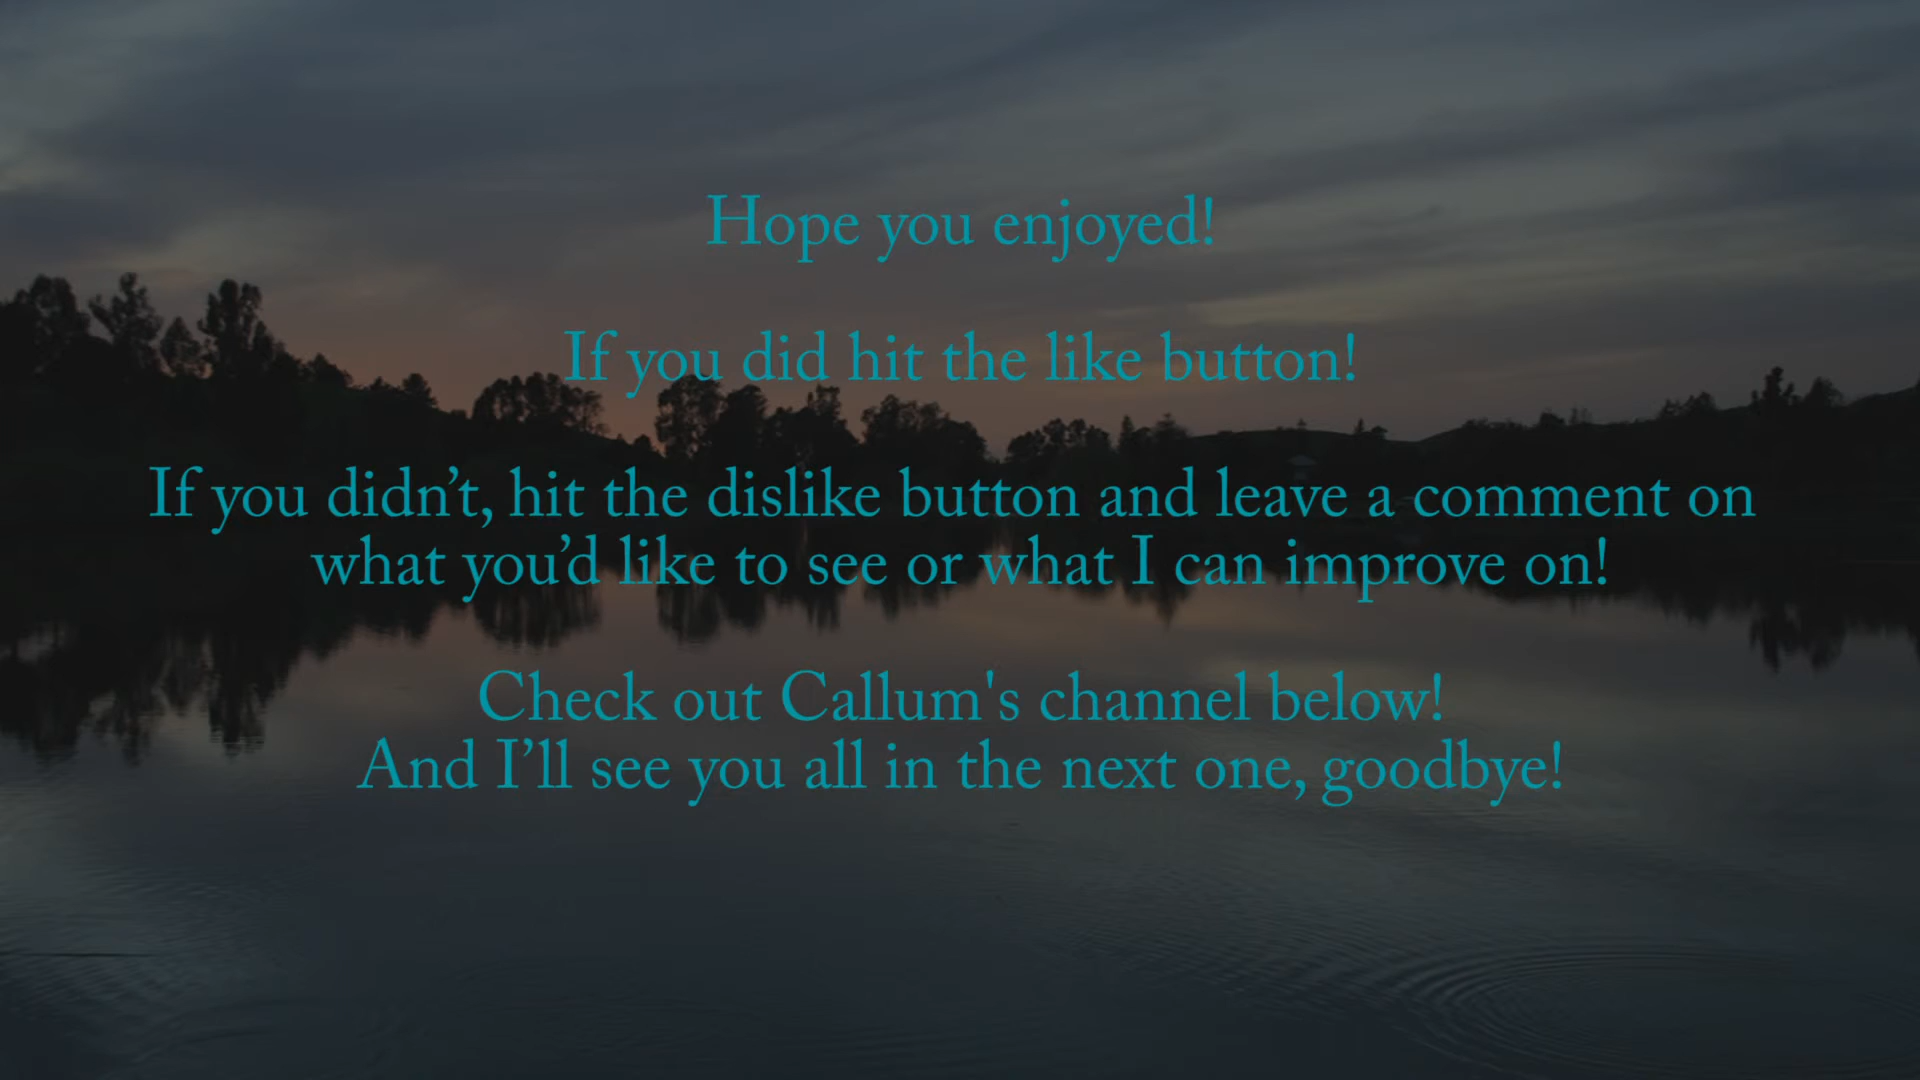 Hope you enjoyed!
If you did hit the like button!
If you didn’t, hit the dislike button and leave a comment on
what you’d like to see or what I can improve on!
Check out Callum's channel below!
And I’ll see you all in the next one, goodbye!